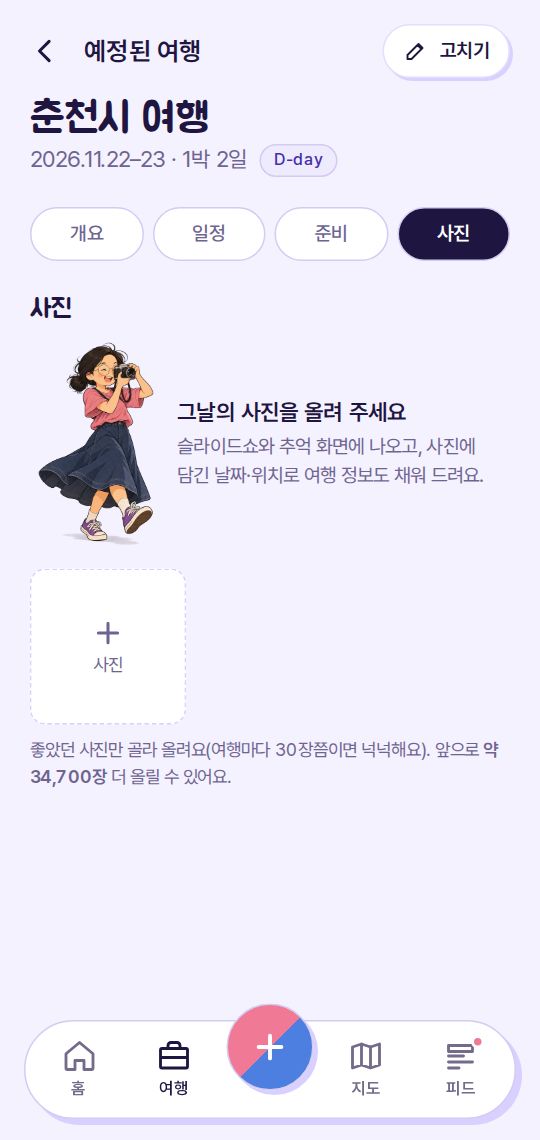 예정된 여행
고치기
춘천시 여행
2026.11.22–23 · 1박 2일
D-day
개요
일정
준비
사진
사진
그날의 사진을 올려 주세요
슬라이드쇼와 추억 화면에 나오고, 사진에
담긴 날짜·위치로 여행 정보도 채워 드려요.
사진
좋았던 사진만 골라 올려요(여행마다 30장쯤이면 넉넉해요). 앞으로 약
34,700장 더 올릴 수 있어요.
홈
여행
지도
피드